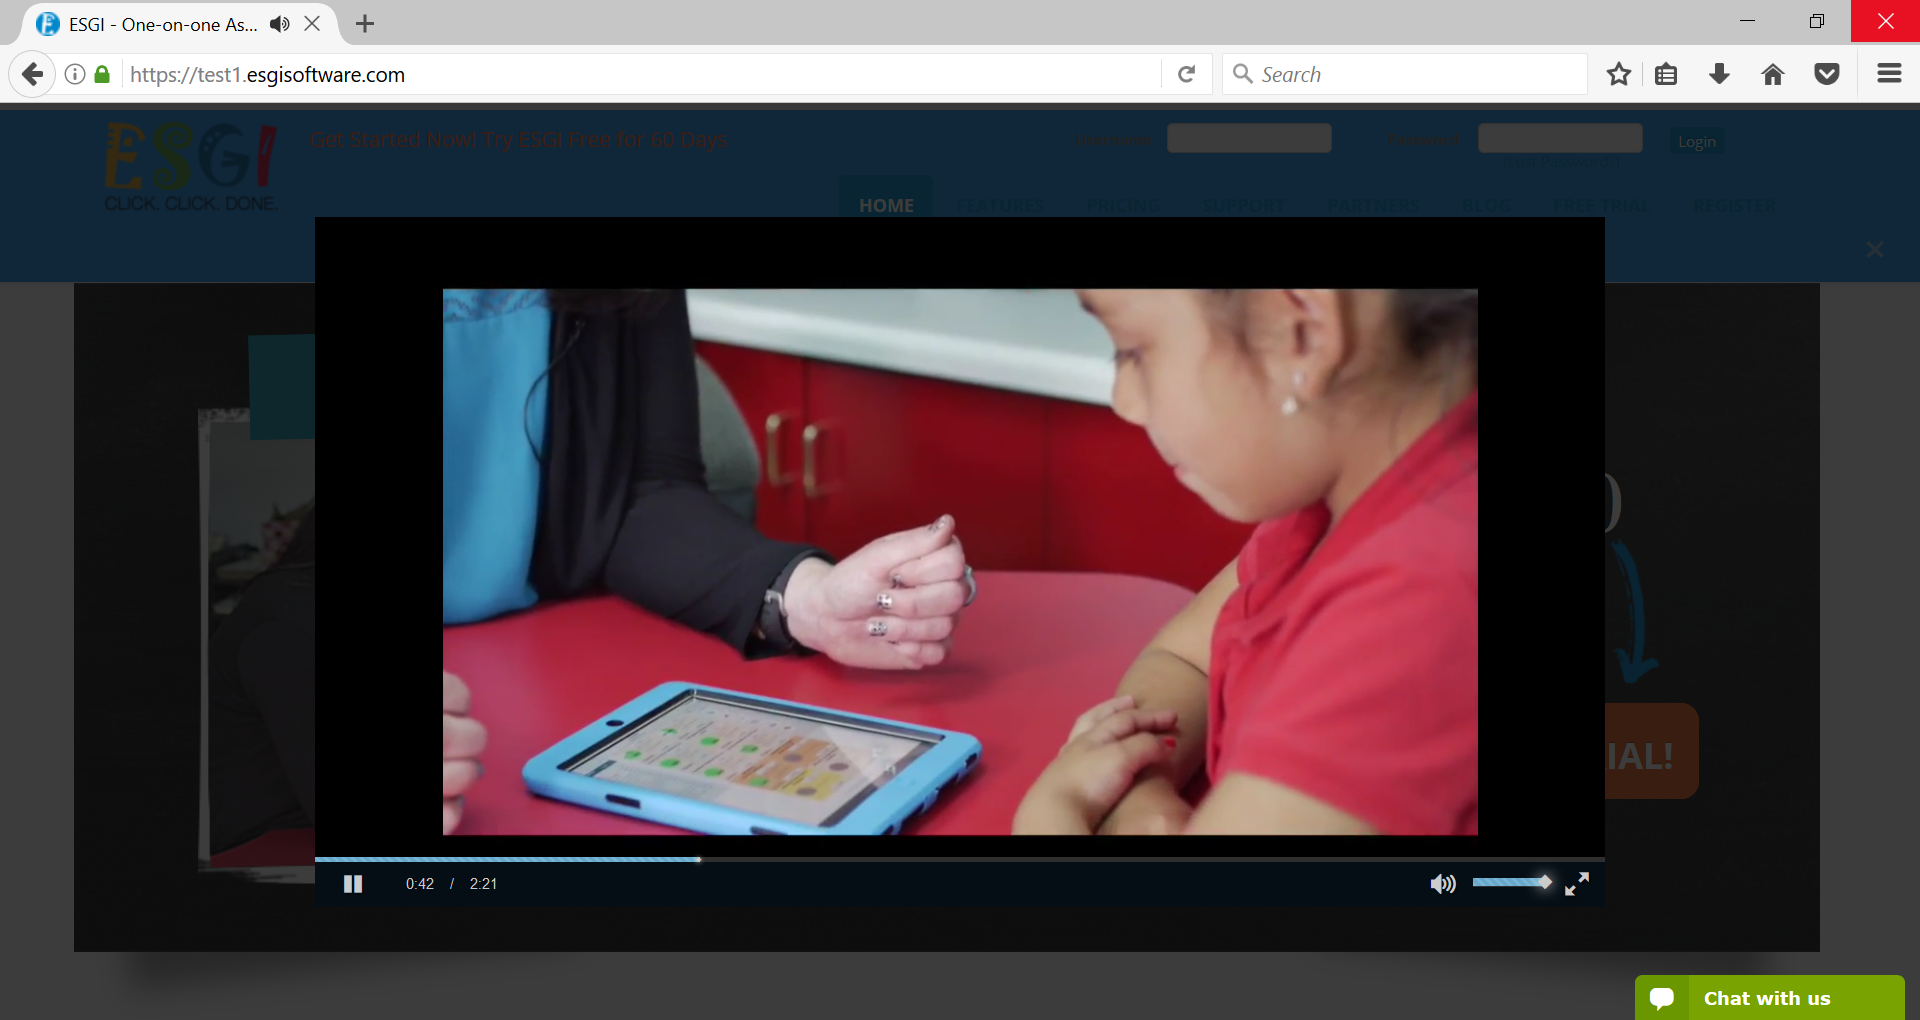 ESGI - One-on-one As...
https://test1.esgisoftware.com
Search
ESGI
CLICK. CLICK. DONE.
Get Started Now! Try ESGI Free for 60 Days
Password
Login
HOME FEATURES PRICING SUPPORT PARTNERS BLOG FREE TRIAL REGISTER
)
IAL!
0:42 / 2:21
Chat with us